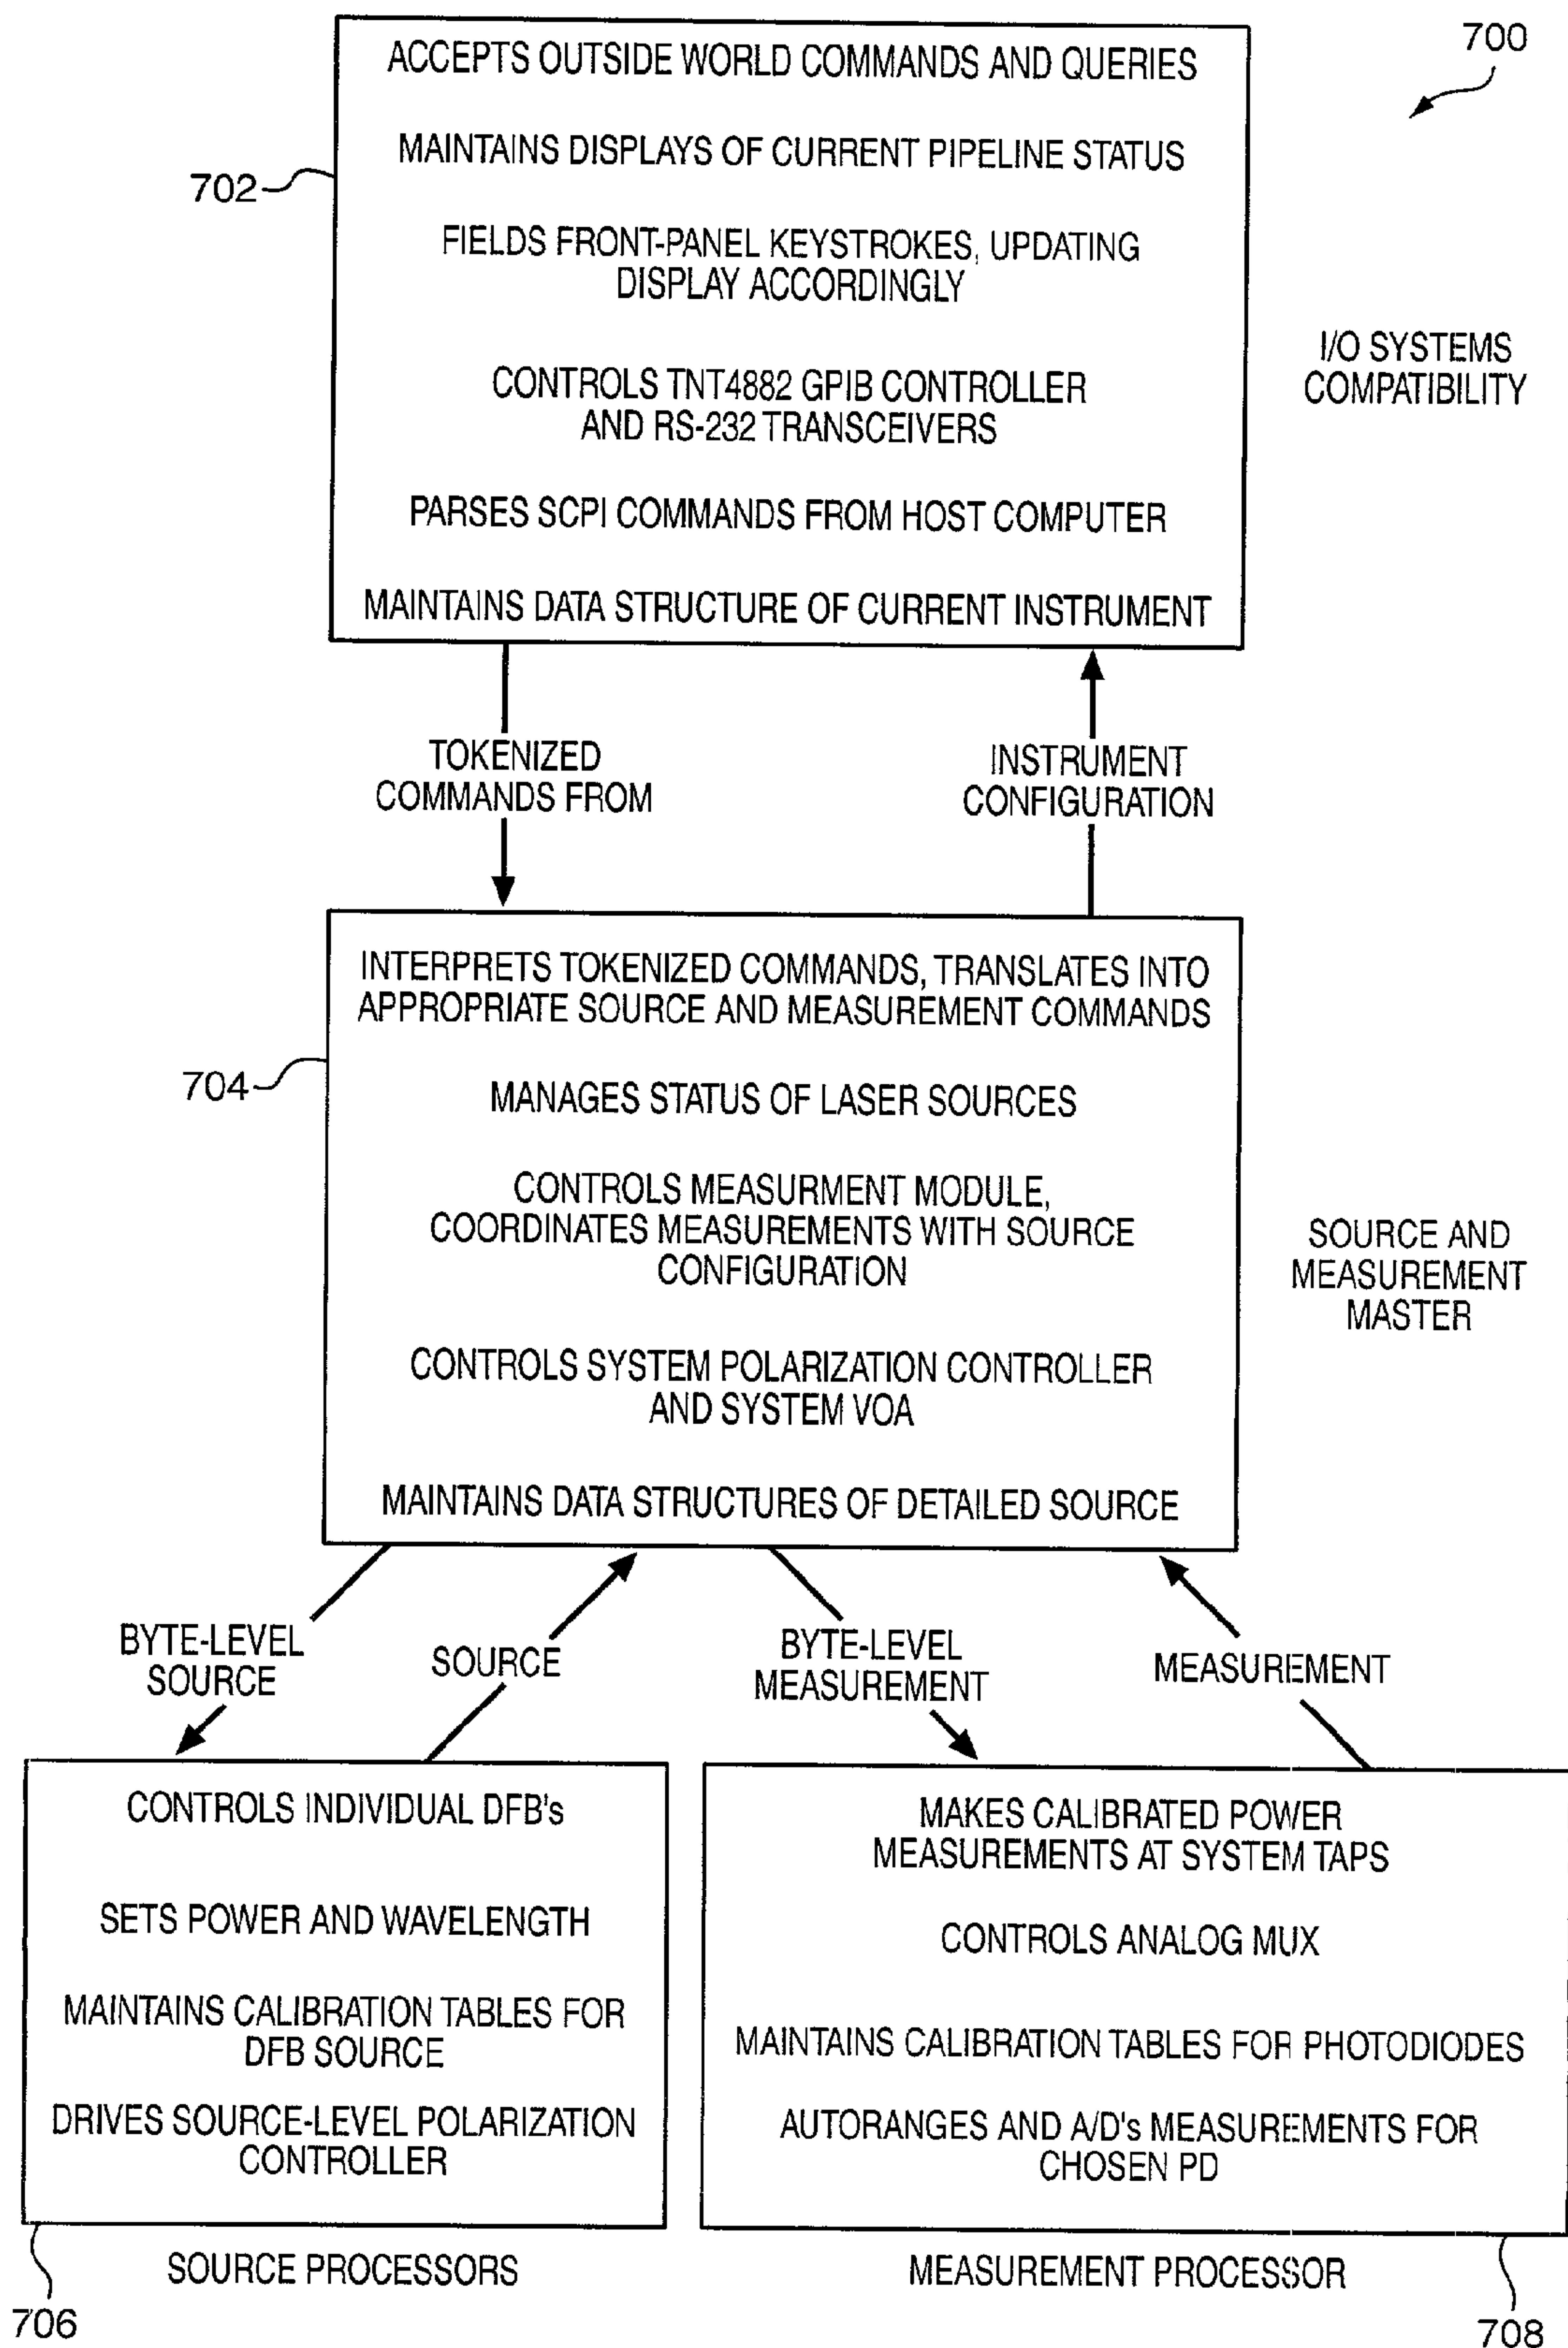 700
ACCEPTS OUTSIDE WORLD COMMANDS AND QUERIES
MAINTAINS DISPLAYS OF CURRENT PIPELINE STATUS
702
FIELDS FRONT-PANEL KEYSTROKES, UPDATING
DISPLAY ACCORDINGLY
CONTROLS TNT4882 GPIB CONTROLLER
AND RS-232 TRANSCEIVERS
PARSES SCPI COMMANDS FROM HOST COMPUTER
MAINTAINS DATA STRUCTURE OF CURRENT INSTRUMENT
I/O SYSTEMS
COMPATIBILITY
TOKENIZED
COMMANDS FROM
INSTRUMENT
CONFIGURATION
INTERPRETS TOKENIZED COMMANDS, TRANSLATES INTO
APPROPRIATE SOURCE AND MEASUREMENT COMMANDS
704
MANAGES STATUS OF LASER SOURCES
CONTROLS MEASURMENT MODULE,
COORDINATES MEASUREMENTS WITH SOURCE
CONFIGURATION
CONTROLS SYSTEM POLARIZATION CONTROLLER
AND SYSTEM VOA
MAINTAINS DATA STRUCTURES OF DETAILED SOURCE
SOURCE AND
MEASUREMENT
MASTER
BYTE-LEVEL
SOURCE
SOURCE
BYTE-LEVEL
MEASUREMENT
MEASUREMENT
CONTROLS INDIVIDUAL DFB's
SETS POWER AND WAVELENGTH
MAINTAINS CALIBRATION TABLES FOR
DFB SOURCE
DRIVES SOURCE-LEVEL POLARIZATION
CONTROLLER
SOURCE PROCESSORS
706
MAKES CALIBRATED POWER
MEASUREMENTS AT SYSTEM TAPS
CONTROLS ANALOG MUX
MAINTAINS CALIBRATION TABLES FOR PHOTODIODES
AUTORANGES AND A/D's MEASUREMENTS FOR
CHOSEN PD
MEASUREMENT PROCESSOR
708